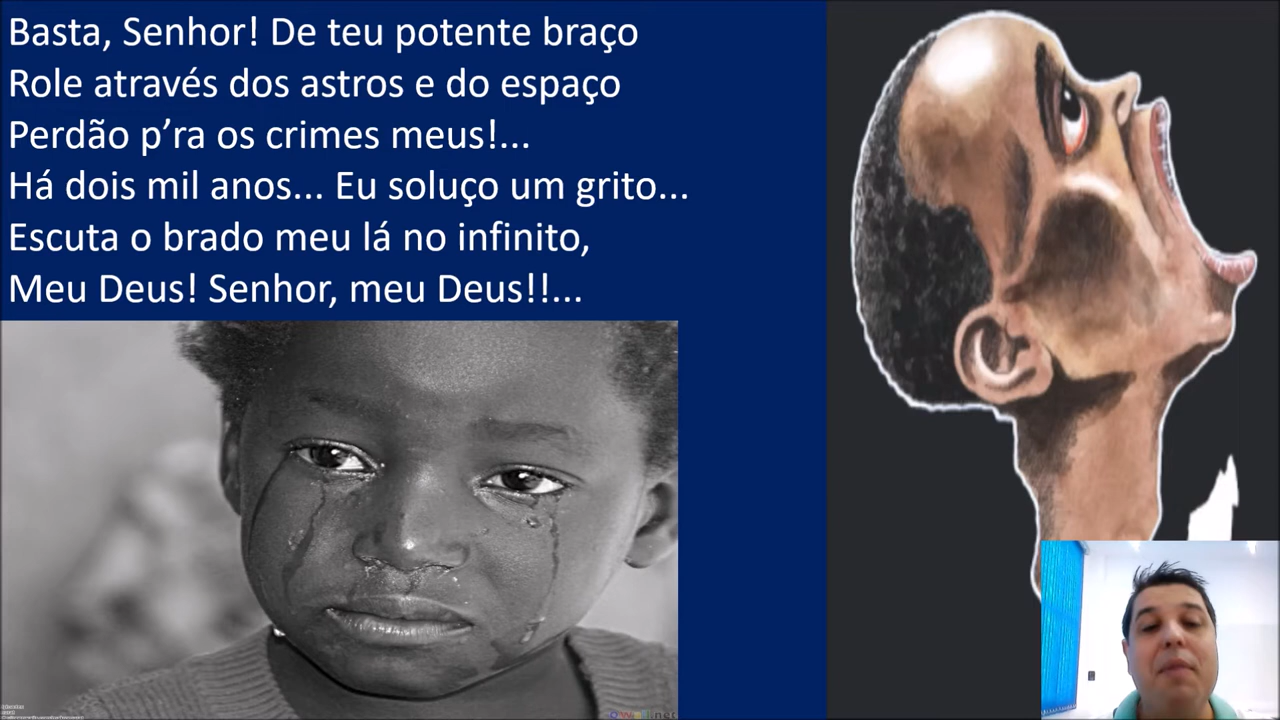 Basta, Senhor! De teu potente braço
Role através dos astros e do espaço
Perdão p’ra os crimes meus!...
Há dois mil anos... Eu soluço um grito...
Escuta o brado meu lá no infinito,
Meu Deus! Senhor, meu Deus!!...